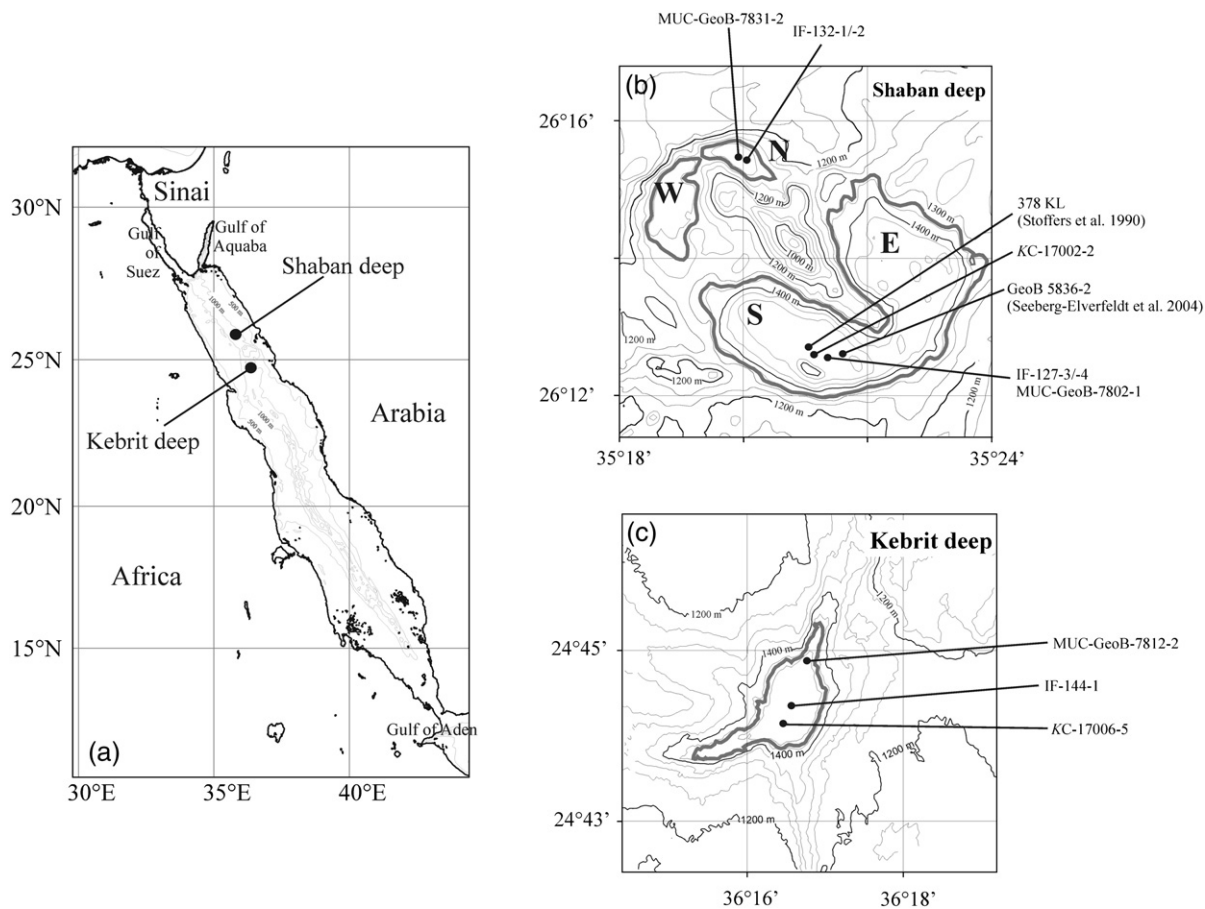 MUC-GeoB-7831-2
IF-132-1/-2
(b)
Shaban deep
26°16’
N
1200 m
W
1200 m
1300 m
1400 m
E
1000 m
1200 m
1400 m
S
1200 m
1200 m
1200 m
1200 m
378 KL
(Stoffers et al. 1990)
KC-17002-2
GeoB 5836-2
(Seeberg-Elverfeldt et al. 2004)
IF-127-3/-4
MUC-GeoB-7802-1
26°12’
35°18’
35°24’
30°N
Sinai
Gulf of
Aquaba
Gulf
of
Suez
Shaban deep
1000 m
500 m
25°N
Arabia
Kebrit deep
1000 m
500 m
20°N
Africa
15°N
Gulf of Aden
(a)
30°E
35°E
40°E
(c)
Kebrit deep
1200 m
1200 m
24°45’
1400 m
MUC-GeoB-7812-2
IF-144-1
KC-17006-5
1400 m
1200 m
24°43’
1200 m
36°16’
36°18’